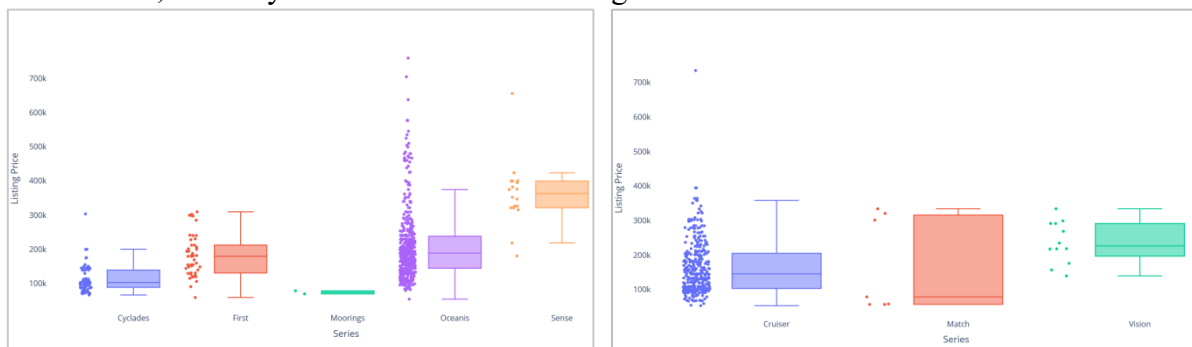 700k
600k
500k
400k
300k
200k
100k
Listing Price
Cyclades First Moorings Oceanis Sense
Series
700k
600k
500k
400k
300k
200k
100k
Listing Price
Cruiser Match Vision
Series